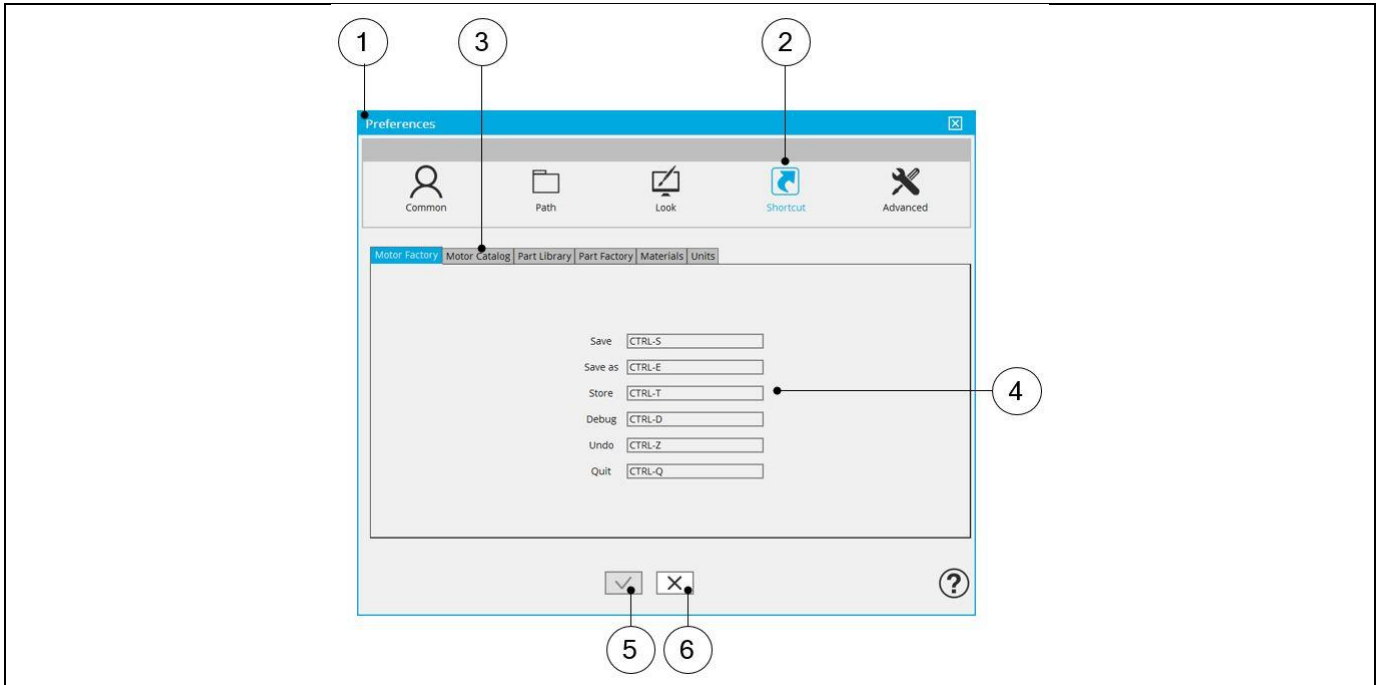 1 3 2
Preferences
Common Path Look Shortcut Advanced
Motor Factory Motor Catalog Part Library Part Factory Materials Units
Save CTRL-S
Save as CTRL-E
Store CTRL-T
4
Debug CTRL-D
Undo CTRL-Z
Quit CTRL-Q
?
5 6